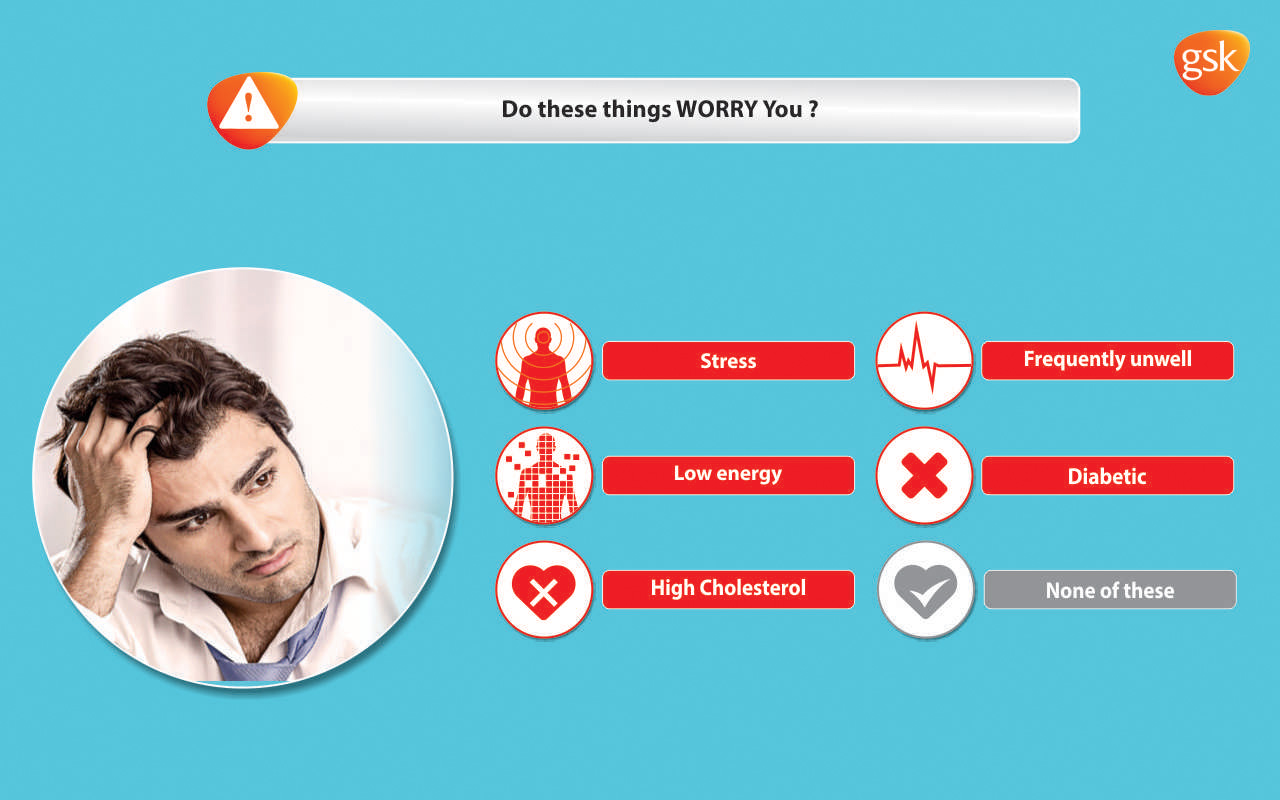 gsk
Do these things WORRY You ?
Stress
Frequently unwell
Low energy
Diabetic
High Cholesterol
None of these